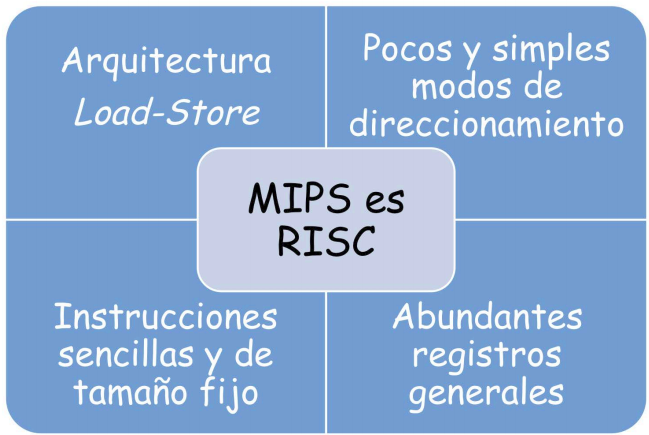 Arquitectura
Load-Store
Pocos y simples
modos de
direccionamiento
MIPS es
RISC
Instrucciones
sencillas y de
tamaño fijo
Abundantes
registros
generales